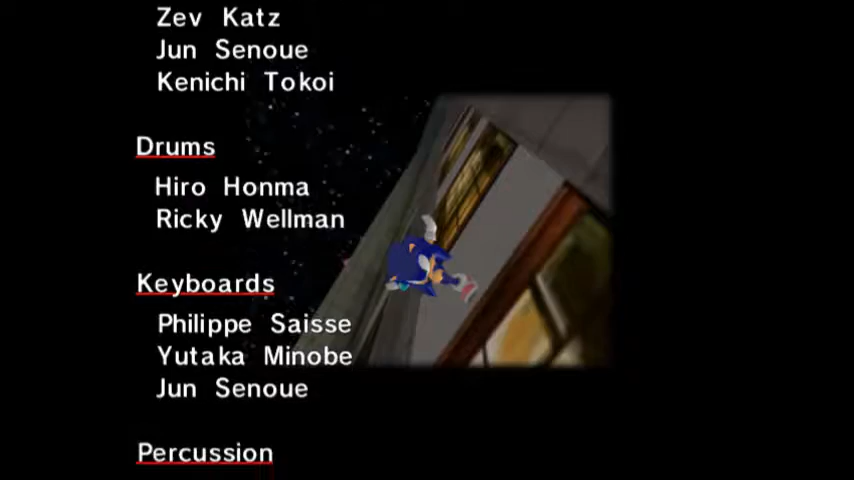 Zev Katz
Jun Senoue
Kenichi Tokoi
Drums
Hiro Honma
Ricky Wellman
Keyboards
Philippe Saisse
Yutaka Minobe
Jun Senoue
Percussion